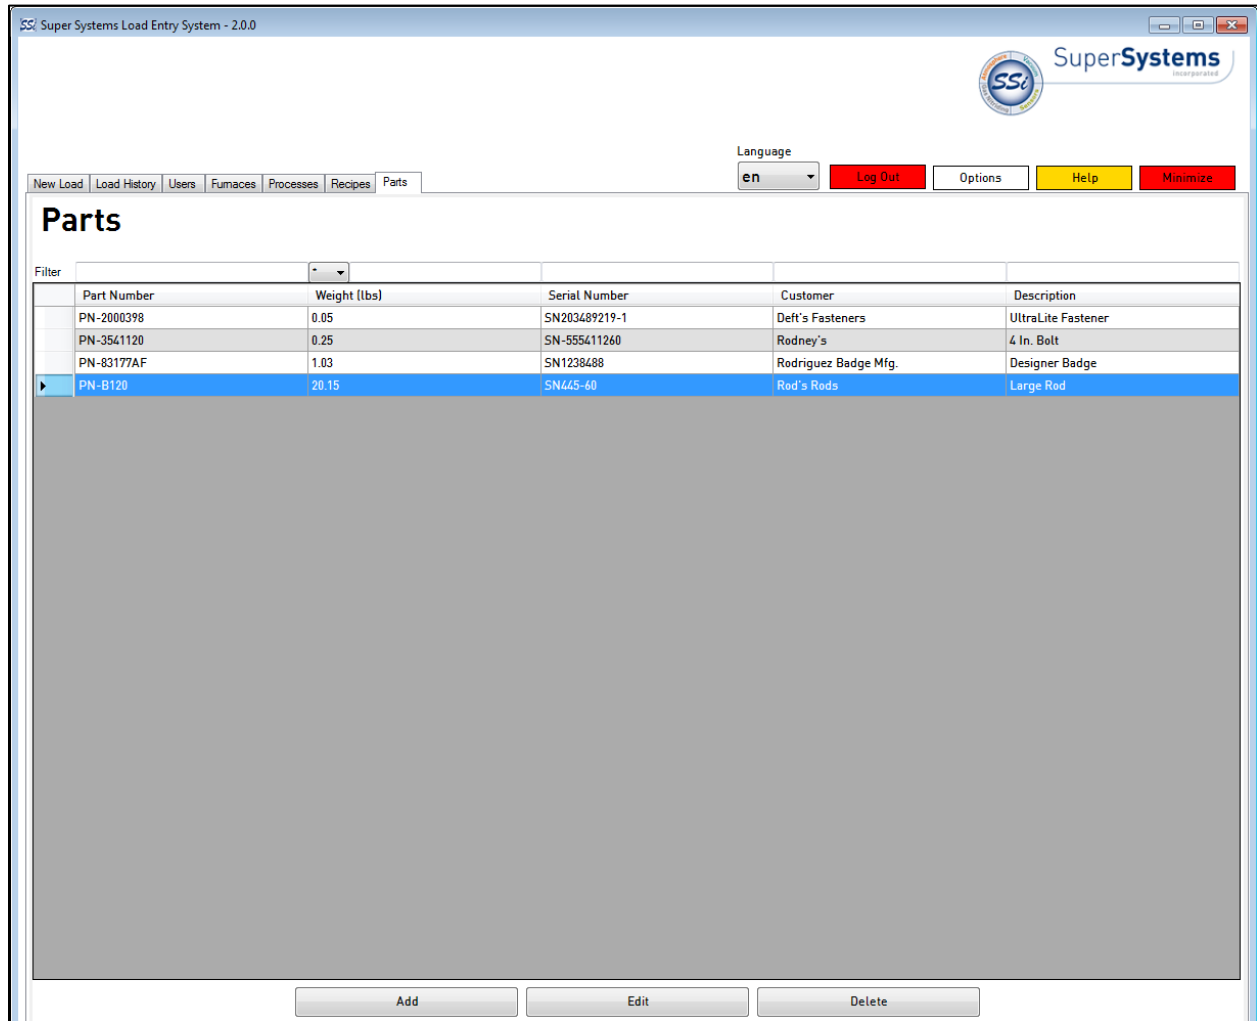 SSi Super Systems Load Entry System - 2.0.0
SSi SuperSystems
incorporated
Language
New Load Load History Users Furnaces Processes Recipes Parts en Log Out Options Help Minimize
Parts
Filter -
Part Number Weight (lbs) Serial Number Customer Description
PN-2000398 0.05 SN203489219-1 Deft's Fasteners UltraLite Fastener
PN-3541120 0.25 SN-555411260 Rodney's 4 In. Bolt
PN-83177AF 1.03 SN1238488 Rodriguez Badge Mfg. Designer Badge
PN-B120 20.15 SN445-60 Rod's Rods Large Rod
Add Edit Delete